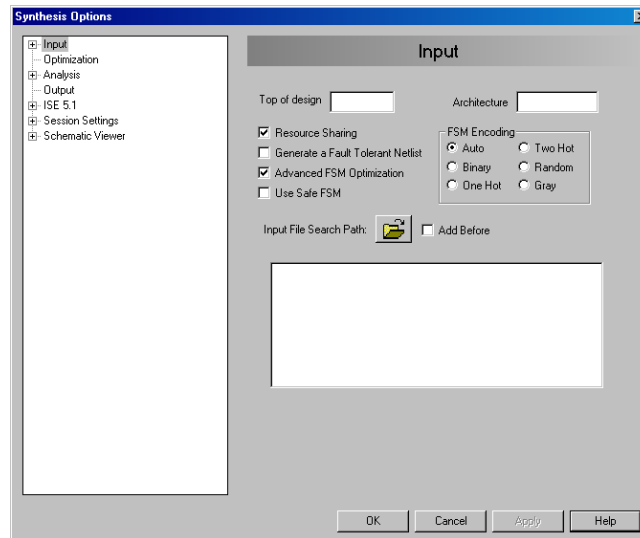 Synthesis Options
Input
Optimization
Analysis
Output
ISE 5.1
Session Settings
Schematic Viewer
Input
Top of design
Architecture
Resource Sharing
Generate a Fault Tolerant Netlist
Advanced FSM Optimization
Use Safe FSM
FSM Encoding
Auto Two Hot
Binary Random
One Hot Gray
Input File Search Path: Add Before
OK Cancel Apply Help